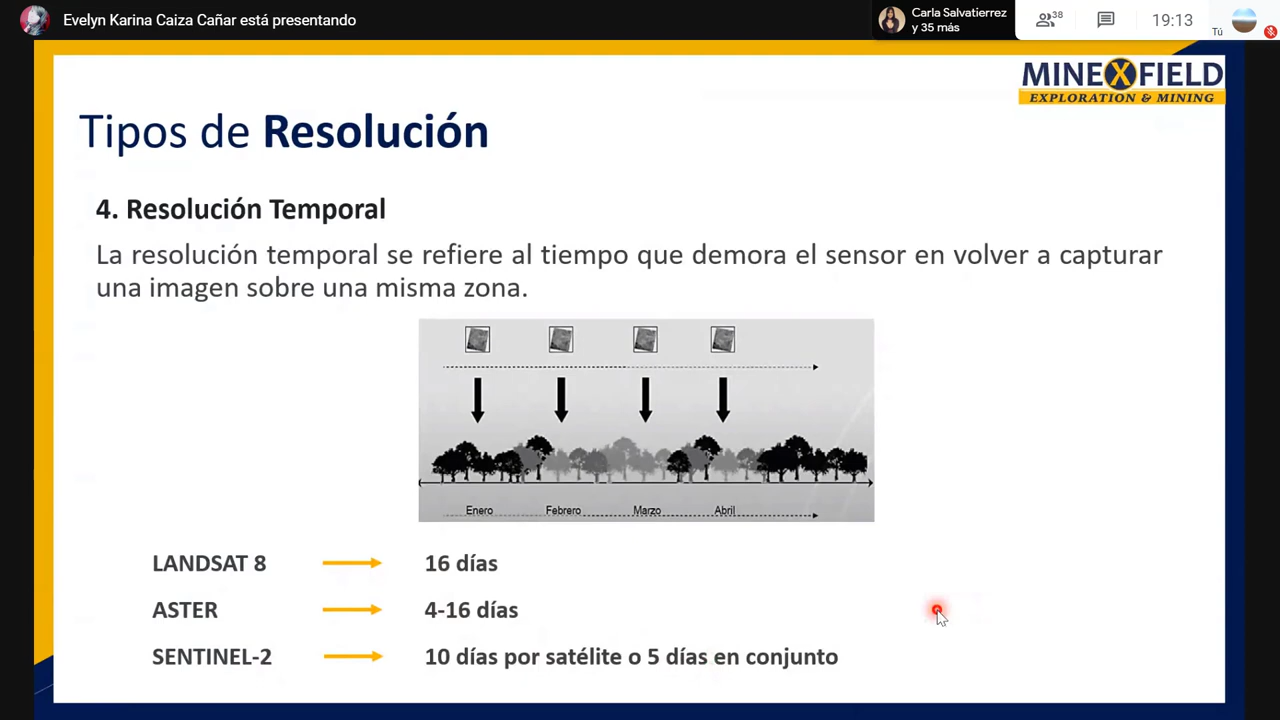 Evelyn Karina Caiza Cañar está presentando
Carla Salvatierrez
y 35 más
38
19:13
Tú
MINEXFIELD
EXPLORATION & MINING
Tipos de Resolución
4. Resolución Temporal
La resolución temporal se refiere al tiempo que demora el sensor en volver a capturar
una imagen sobre una misma zona.
Enero Febrero Marzo Abril
LANDSAT 8 16 días
ASTER 4-16 días
SENTINEL-2 10 días por satélite o 5 días en conjunto